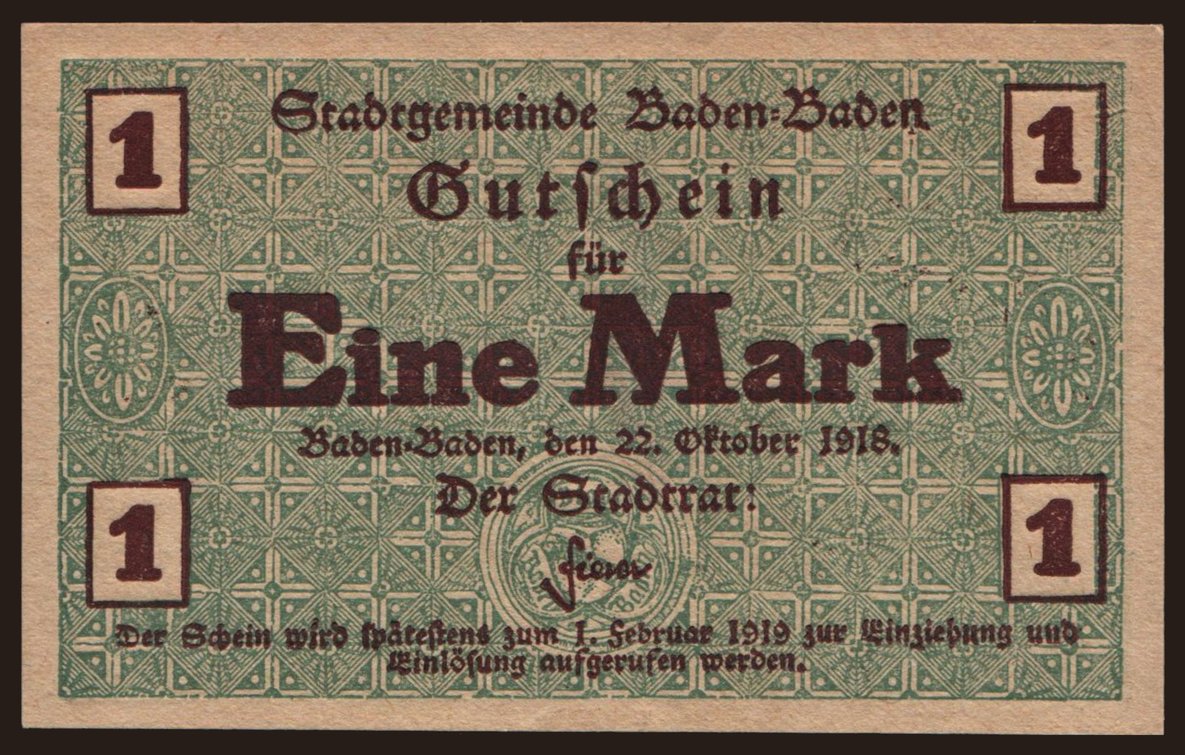 1 Stadtgemeinde Baden-Baden. 1
Gutschein
für
Eine Mark
Baden-Baden, den 22. Oktober 1918.
Der Stadtrat:
1 Fieser 1
Der Schein wird spätestens zum 1. Februar 1919 zur Einziehung und
Einlösung aufgerufen werden.